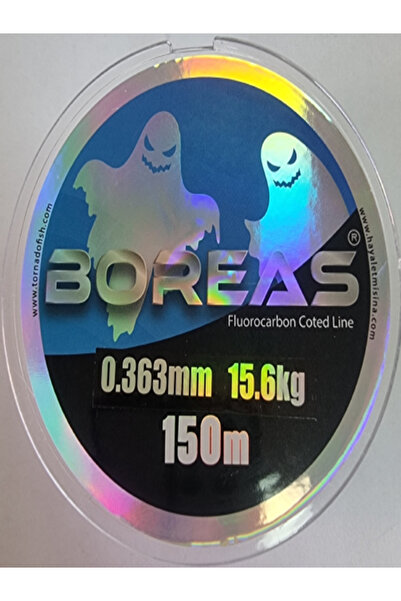 BOREAS®
Fluorocarbon Coted Line
0.363mm 15.6kg
150m
www.tornadofish.com
www.hayaletmisina.com